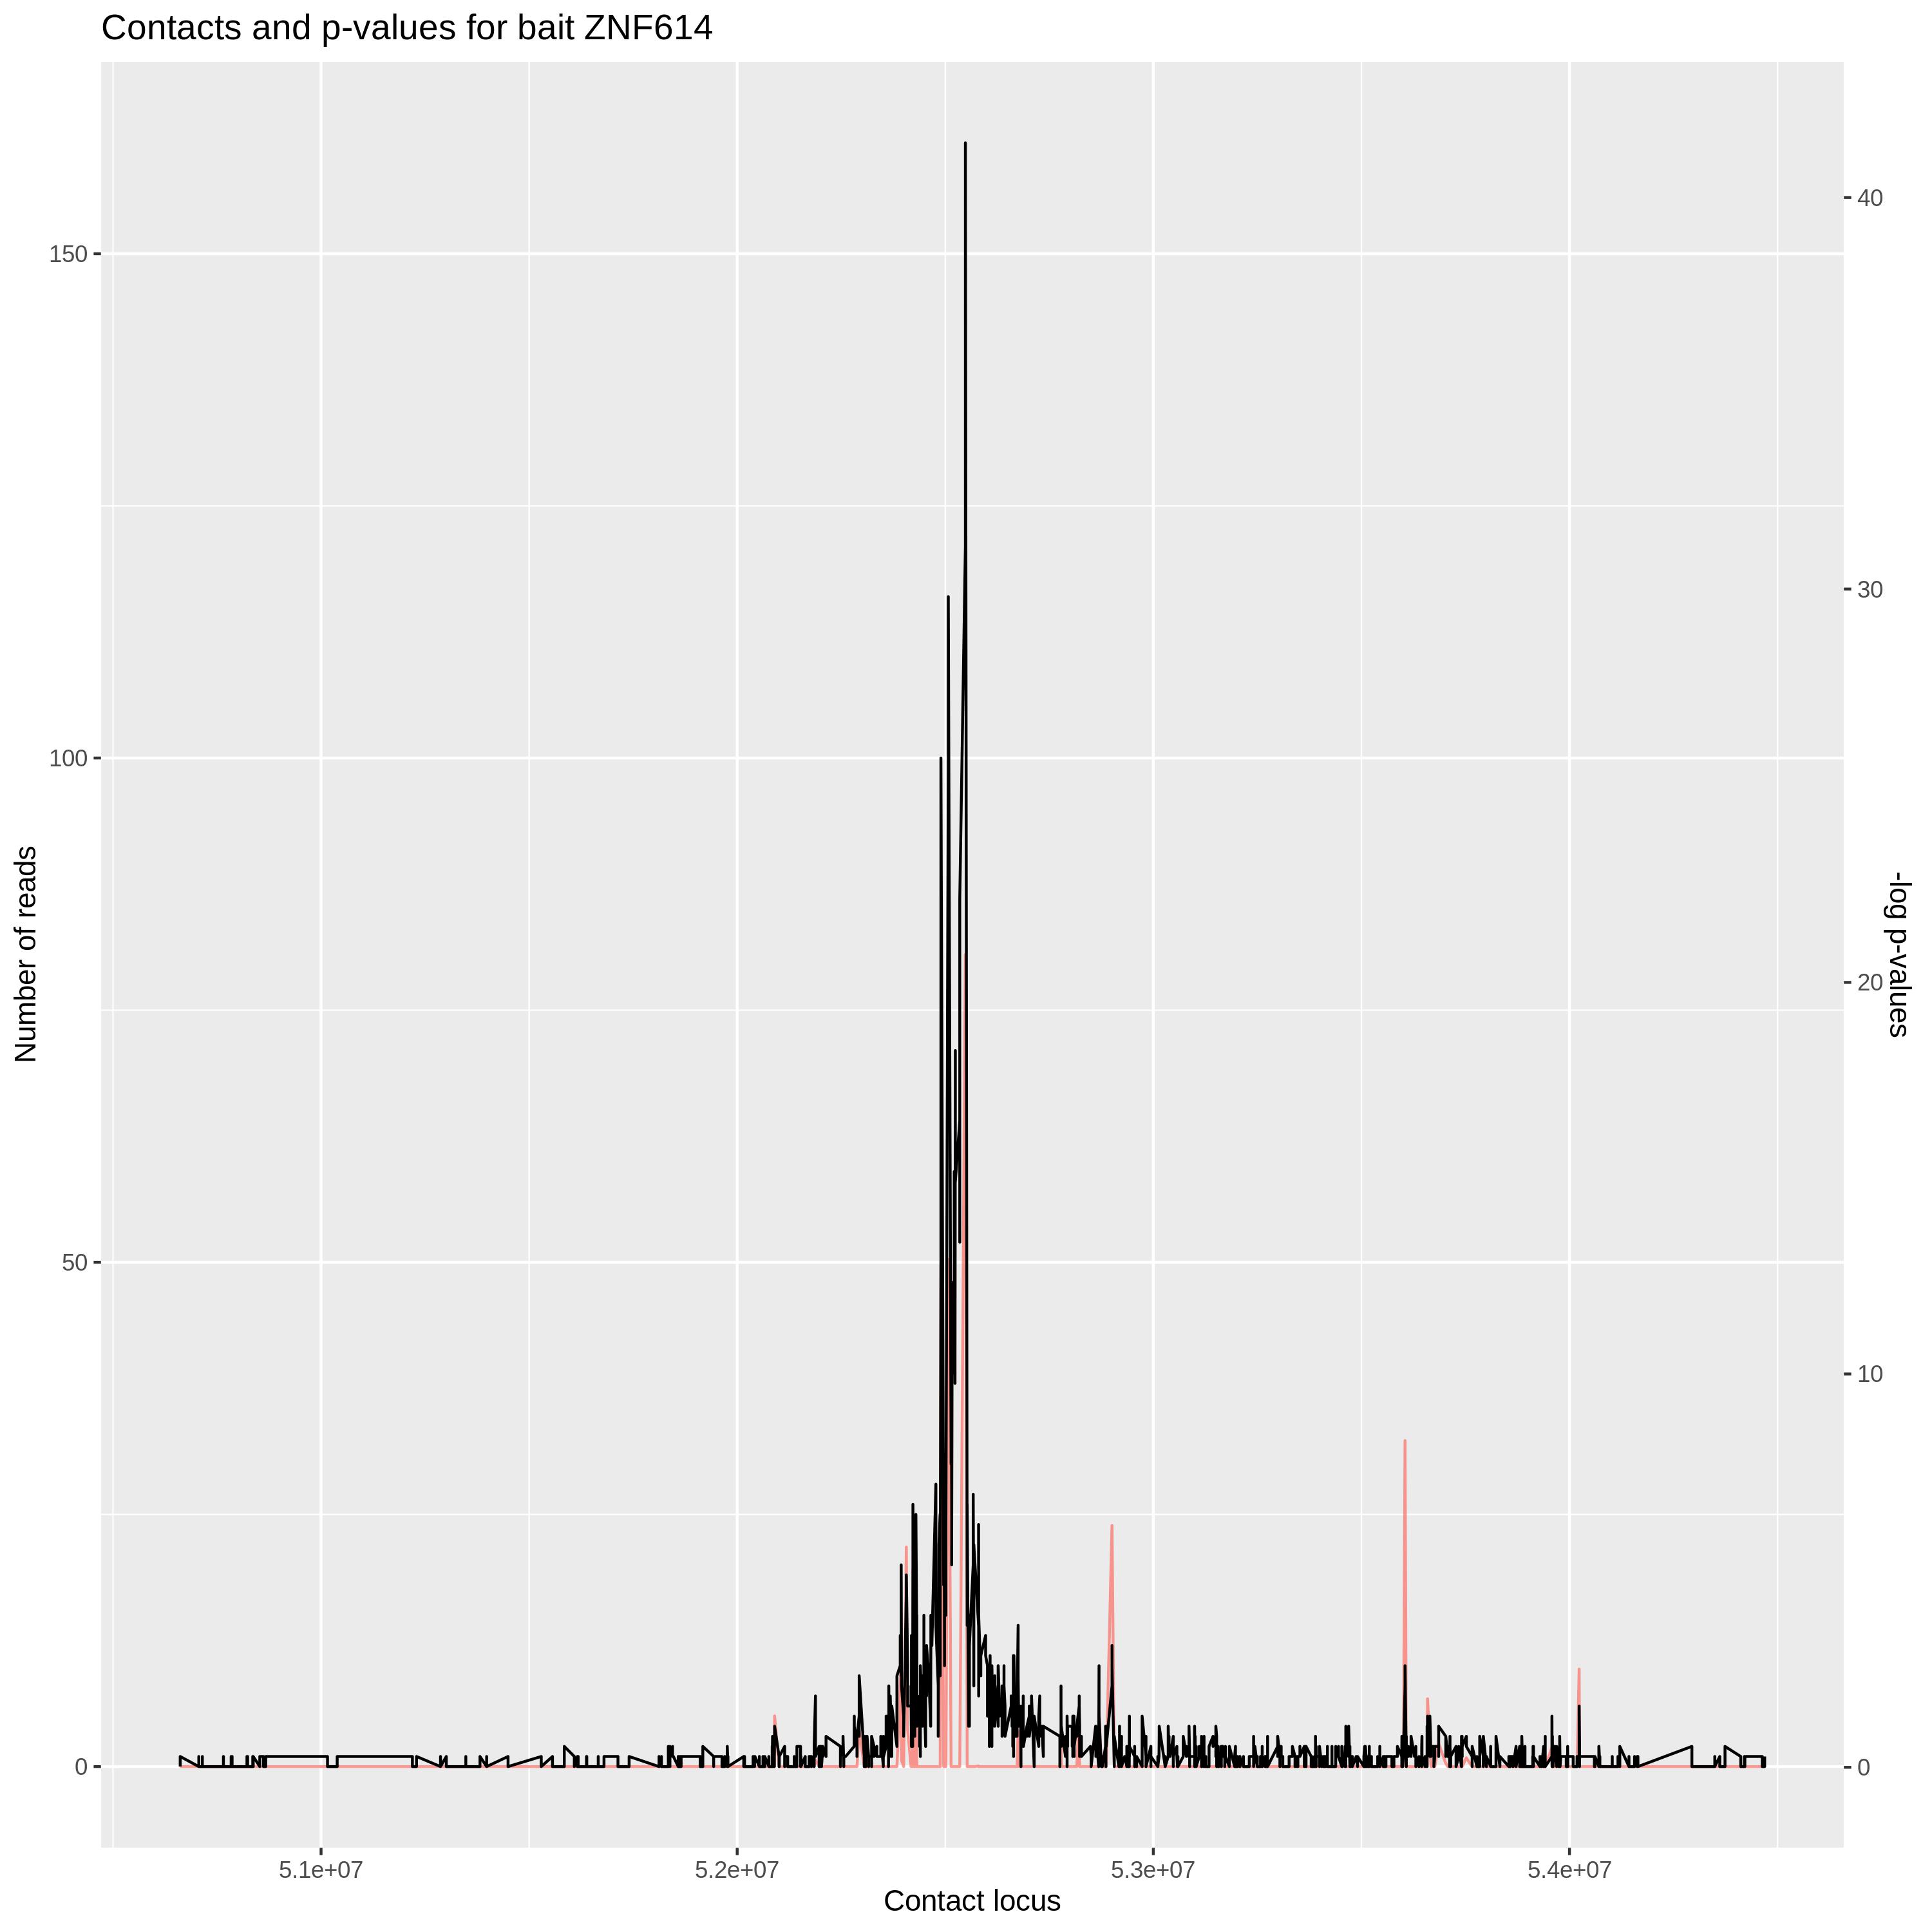 Contacts and p-values for bait ZNF614
Number of reads
150
100
50
0
40
30
20
10
0
-log p-values
5.1e+07
5.2e+07
5.3e+07
5.4e+07
Contact locus